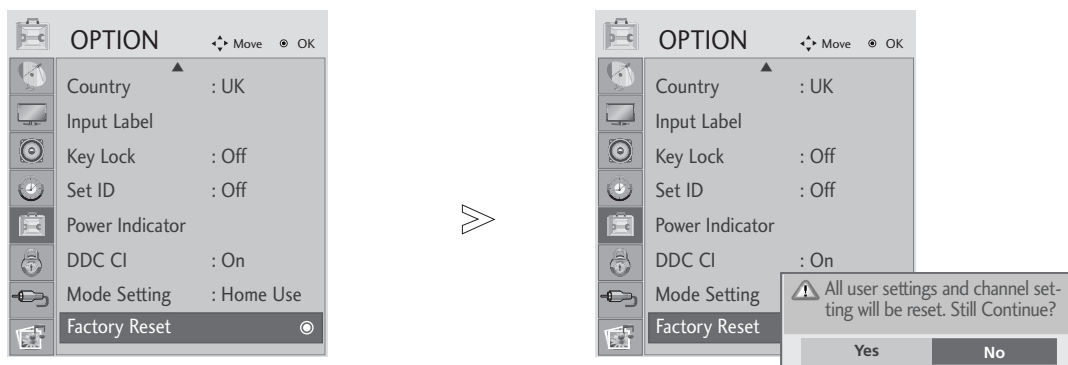 OPTION Move OK
Country : UK
Input Label
Key Lock : Off
Set ID : Off
Power Indicator
DDC CI : On
Mode Setting : Home Use
Factory Reset
OPTION Move OK
Country : UK
Input Label
Key Lock : Off
Set ID : Off
Power Indicator
DDC CI : On
Mode Setting
Factory Reset
All user settings and channel set-
ting will be reset. Still Continue?
Yes No